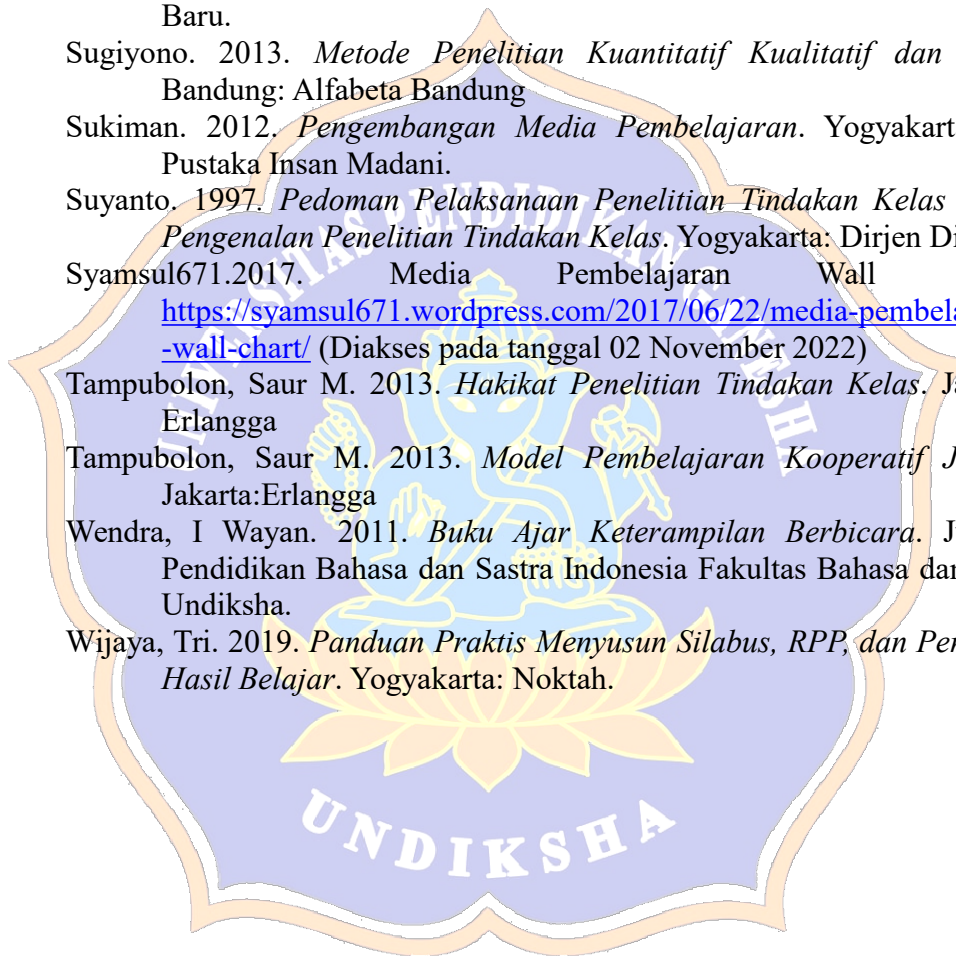 Baru.
Sugiyono. 2013. Metode Penelitian Kuantitatif Kualitatif dan
Bandung: Alfabeta Bandung
Sukiman. 2012. Pengembangan Media Pembelajaran. Yogyakart
Pustaka Insan Madani.
Suyanto. 1997. Pedoman Pelaksanaan Penelitian Tindakan Kelas
Pengenalan Penelitian Tindakan Kelas. Yogyakarta: Dirjen Di
Syamsul671.2017. Media Pembelajaran Wall
https://syamsul671.wordpress.com/2017/06/22/media-pembela
-wall-chart/ (Diakses pada tanggal 02 November 2022)
Tampubolon, Saur M. 2013. Hakikat Penelitian Tindakan Kelas. J
Erlangga
Tampubolon, Saur M. 2013. Model Pembelajaran Kooperatif J
Jakarta:Erlangga
Wendra, I Wayan. 2011. Buku Ajar Keterampilan Berbicara. J
Pendidikan Bahasa dan Sastra Indonesia Fakultas Bahasa dan
Undiksha.
Wijaya, Tri. 2019. Panduan Praktis Menyusun Silabus, RPP, dan Pen
Hasil Belajar. Yogyakarta: Noktah.
UNIVERSITAS PENDIDIKAN GANESHA
UNDIKSHA